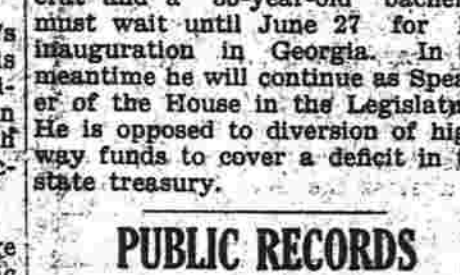 must wait until June 27 for
inauguration in Georgia. In
meantime he will continue as Spea
er of the House in the Legislatu
He is opposed to diversion of hig
way funds to cover a deficit in
state treasury.
PUBLIC RECORDS